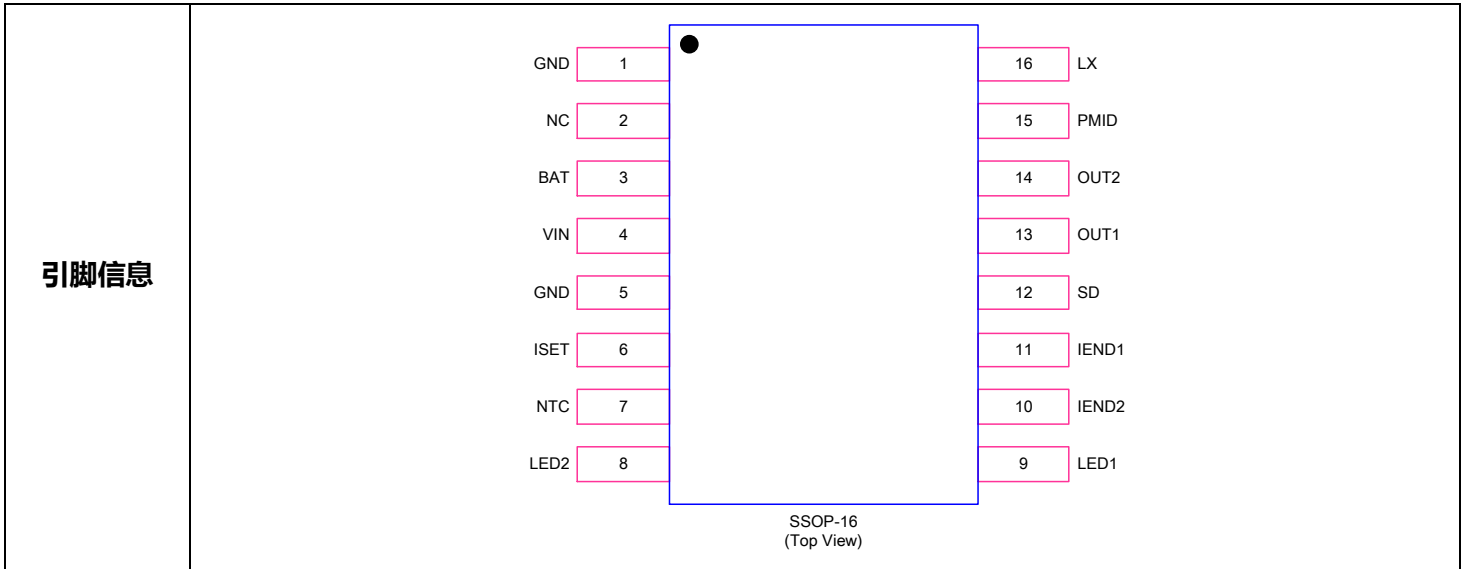 引脚信息
GND 1 16 LX
NC 2 15 PMID
BAT 3 14 OUT2
VIN 4 13 OUT1
GND 5 12 SD
ISET 6 11 IEND1
NTC 7 10 IEND2
LED2 8 9 LED1
SSOP-16
(Top View)